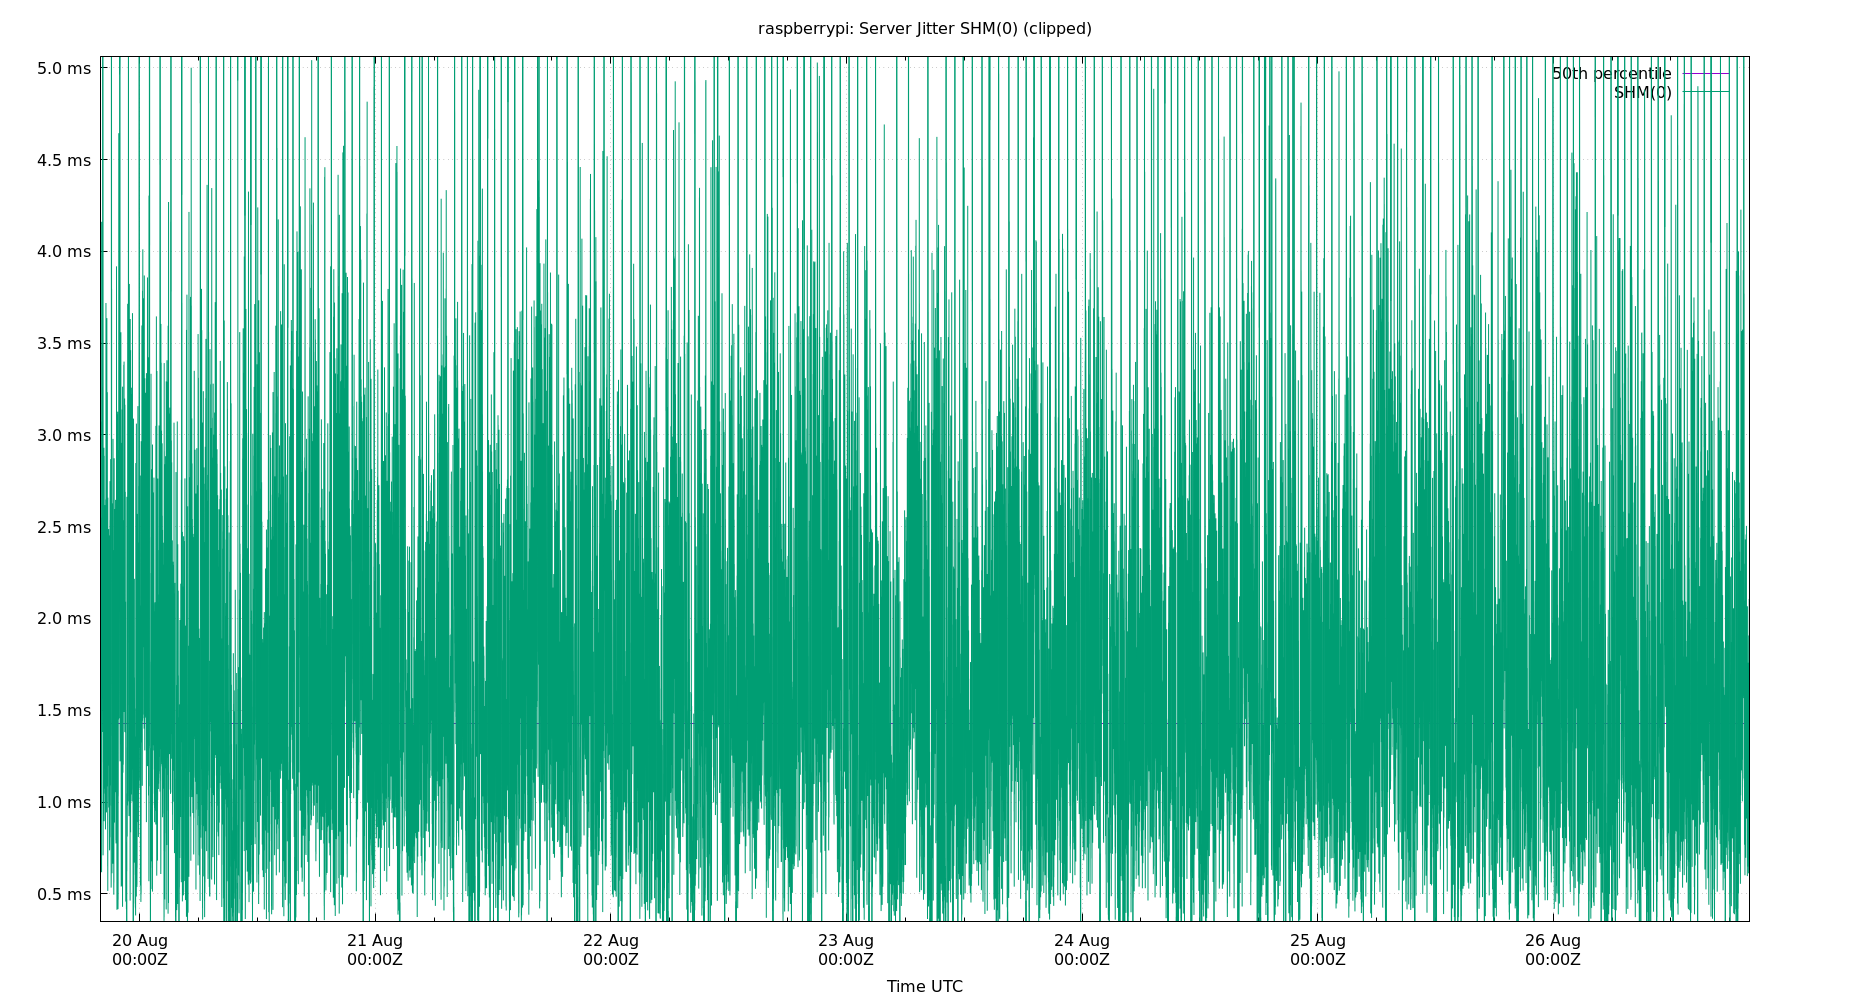 raspberrypi: Server Jitter SHM(0) (clipped)
5.0 ms
50th percentile
SHM(0)
4.5 ms
4.0 ms
3.5 ms
3.0 ms
2.5 ms
2.0 ms
1.5 ms
1.0 ms
0.5 ms
20 Aug 21 Aug 22 Aug 23 Aug 24 Aug 25 Aug 26 Aug
00:00Z 00:00Z 00:00Z 00:00Z 00:00Z 00:00Z 00:00Z
Time UTC